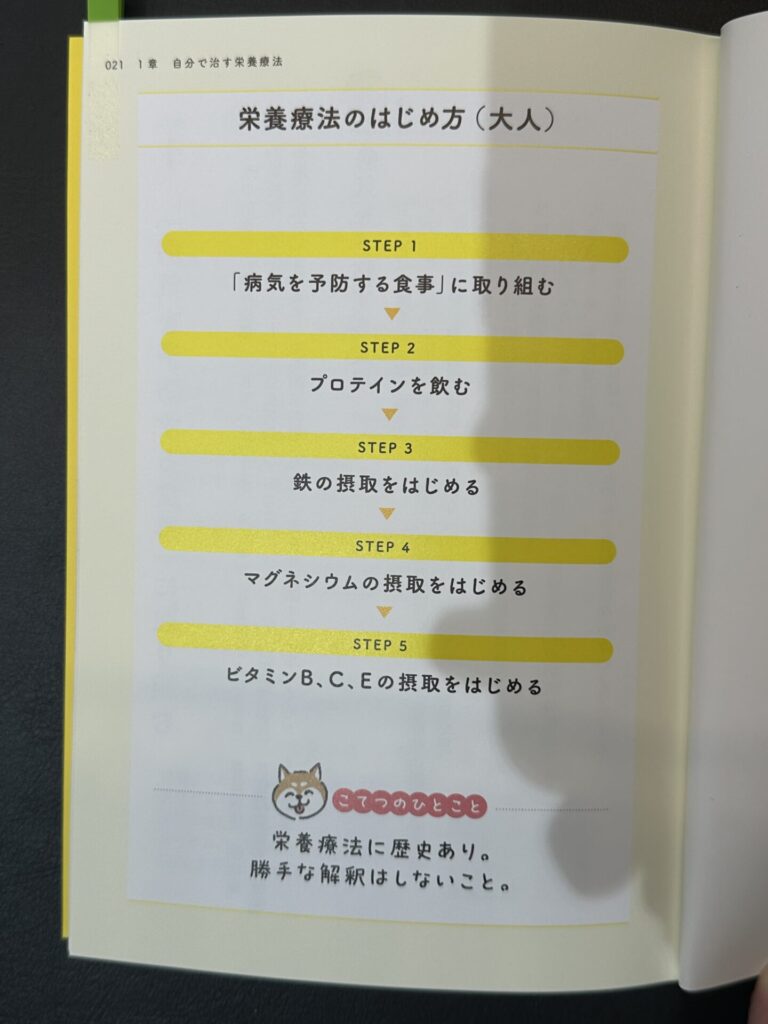 021 1章 自分で治す栄養療法
栄養療法のはじめ方(大人)
STEP 1
「病気を予防する食事」に取り組む
STEP 2
プロテインを飲む
STEP 3
鉄の摂取をはじめる
STEP 4
マグネシウムの摂取をはじめる
STEP 5
ビタミンB、C、Eの摂取をはじめる
こてつのひとこと
栄養療法に歴史あり。
勝手な解釈はしないこと。